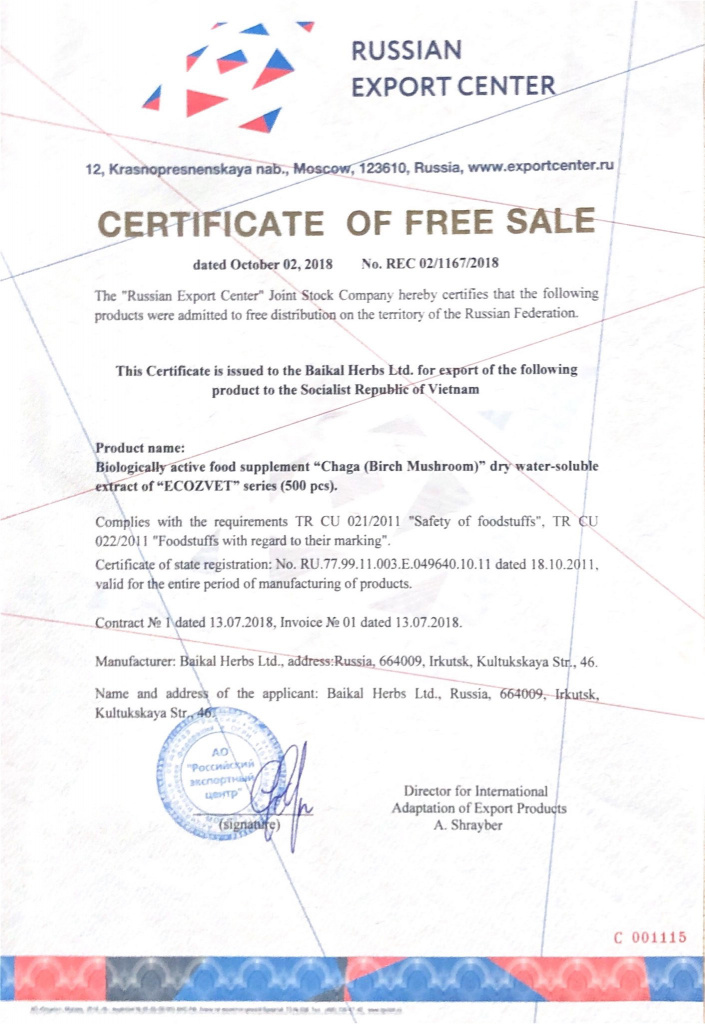 RUSSIAN
EXPORT CENTER
12, Krasnopresnenskaya nab., Moscow, 123610, Russia, www.exportcenter.ru
CERTIFICATE OF FREE SALE
dated October 02, 2018 No. REC 02/1167/2018
The "Russian Export Center" Joint Stock Company hereby certifies that the following
products were admitted to free distribution on the territory of the Russian Federation.
This Certificate is issued to the Baikal Herbs Ltd. for export of the following
product to the Socialist Republic of Vietnam
Product name:
Biologically active food supplement “Chaga (Birch Mushroom)” dry water-soluble
extract of “ECOZVET” series (500 pcs).
Complies with the requirements TR CU 021/2011 "Safety of foodstuffs", TR CU
022/2011 "Foodstuffs with regard to their marking".
Certificate of state registration: No. RU.77.99.11.003.E.049640.10.11 dated 18.10.2011,
valid for the entire period of manufacturing of products.
Contract № 1 dated 13.07.2018, Invoice № 01 dated 13.07.2018.
Manufacturer: Baikal Herbs Ltd., address:Russia, 664009, Irkutsk, Kultukskaya Str., 46.
Name and address of the applicant: Baikal Herbs Ltd., Russia, 664009, Irkutsk,
Kultukskaya Str., 46.
АО
"Российский
экспортный
центр"
(signature)
Director for International
Adaptation of Export Products
A. Shrayber
С 001115